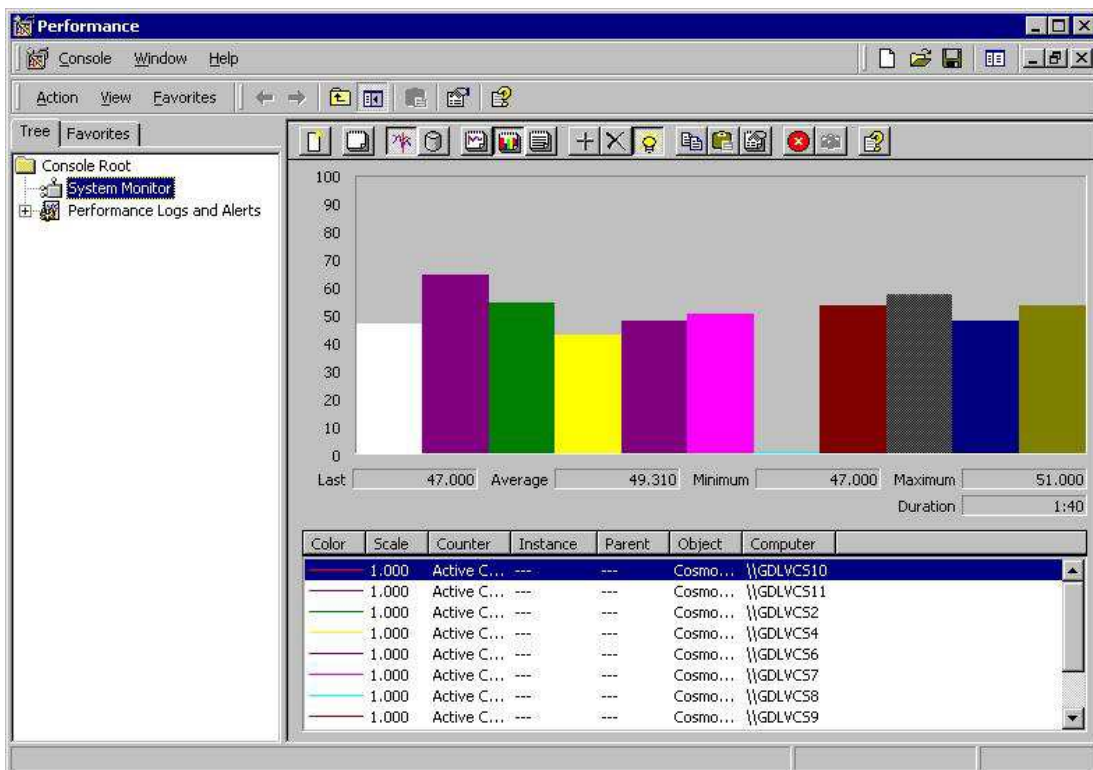 Performance
Console Window Help
Action View Favorites
Tree Favorites
Console Root
System Monitor
Performance Logs and Alerts
100
90
80
70
60
50
40
30
20
10
0
Last 47.000 Average 49.310 Minimum 47.000 Maximum 51.000
Duration 1:40
Color Scale Counter Instance Parent Object Computer
1.000 Active C... --- --- Cosmo... \\GDLVCS10
1.000 Active C... --- --- Cosmo... \\GDLVCS11
1.000 Active C... --- --- Cosmo... \\GDLVCS2
1.000 Active C... --- --- Cosmo... \\GDLVCS4
1.000 Active C... --- --- Cosmo... \\GDLVCS6
1.000 Active C... --- --- Cosmo... \\GDLVCS7
1.000 Active C... --- --- Cosmo... \\GDLVCS8
1.000 Active C... --- --- Cosmo... \\GDLVCS9